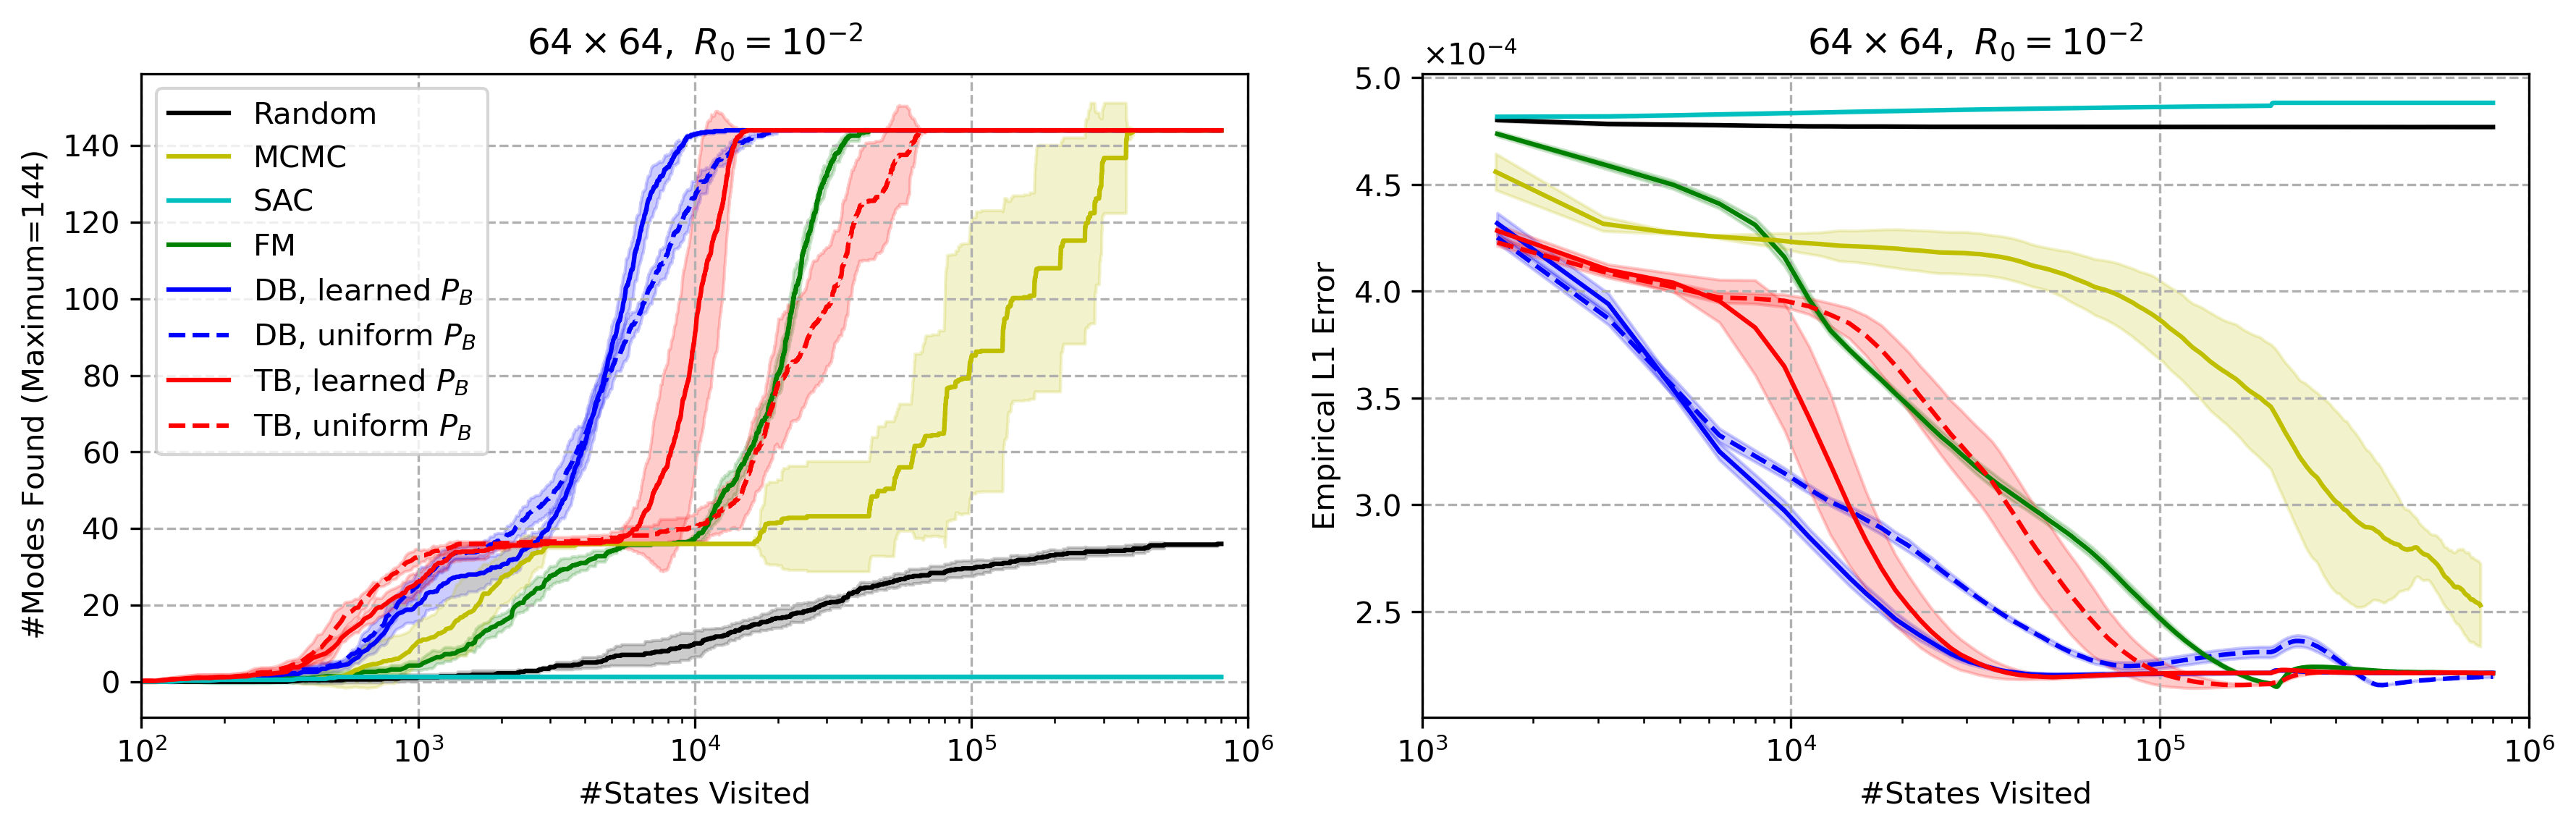 64 × 64, R₀ = 10⁻²
#Modes Found (Maximum=144)
140
120
100
80
60
40
20
0
Random
MCMC
SAC
FM
DB, learned P_B
DB, uniform P_B
TB, learned P_B
TB, uniform P_B
10² 10³ 10⁴ 10⁵ 10⁶
#States Visited
64 × 64, R₀ = 10⁻²
×10⁻⁴
Empirical L1 Error
5.0
4.5
4.0
3.5
3.0
2.5
10³ 10⁴ 10⁵ 10⁶
#States Visited